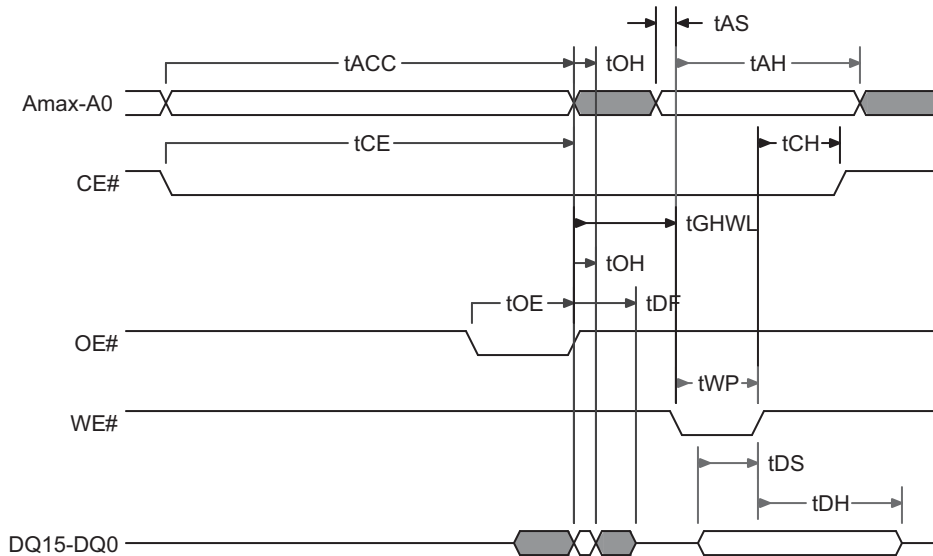 tAS
tACC
tOH
tAH
Amax-A0
tCE
tCH
CE#
tGHWL
tOH
tOE
tDF
OE#
tWP
WE#
tDS
tDH
DQ15-DQ0